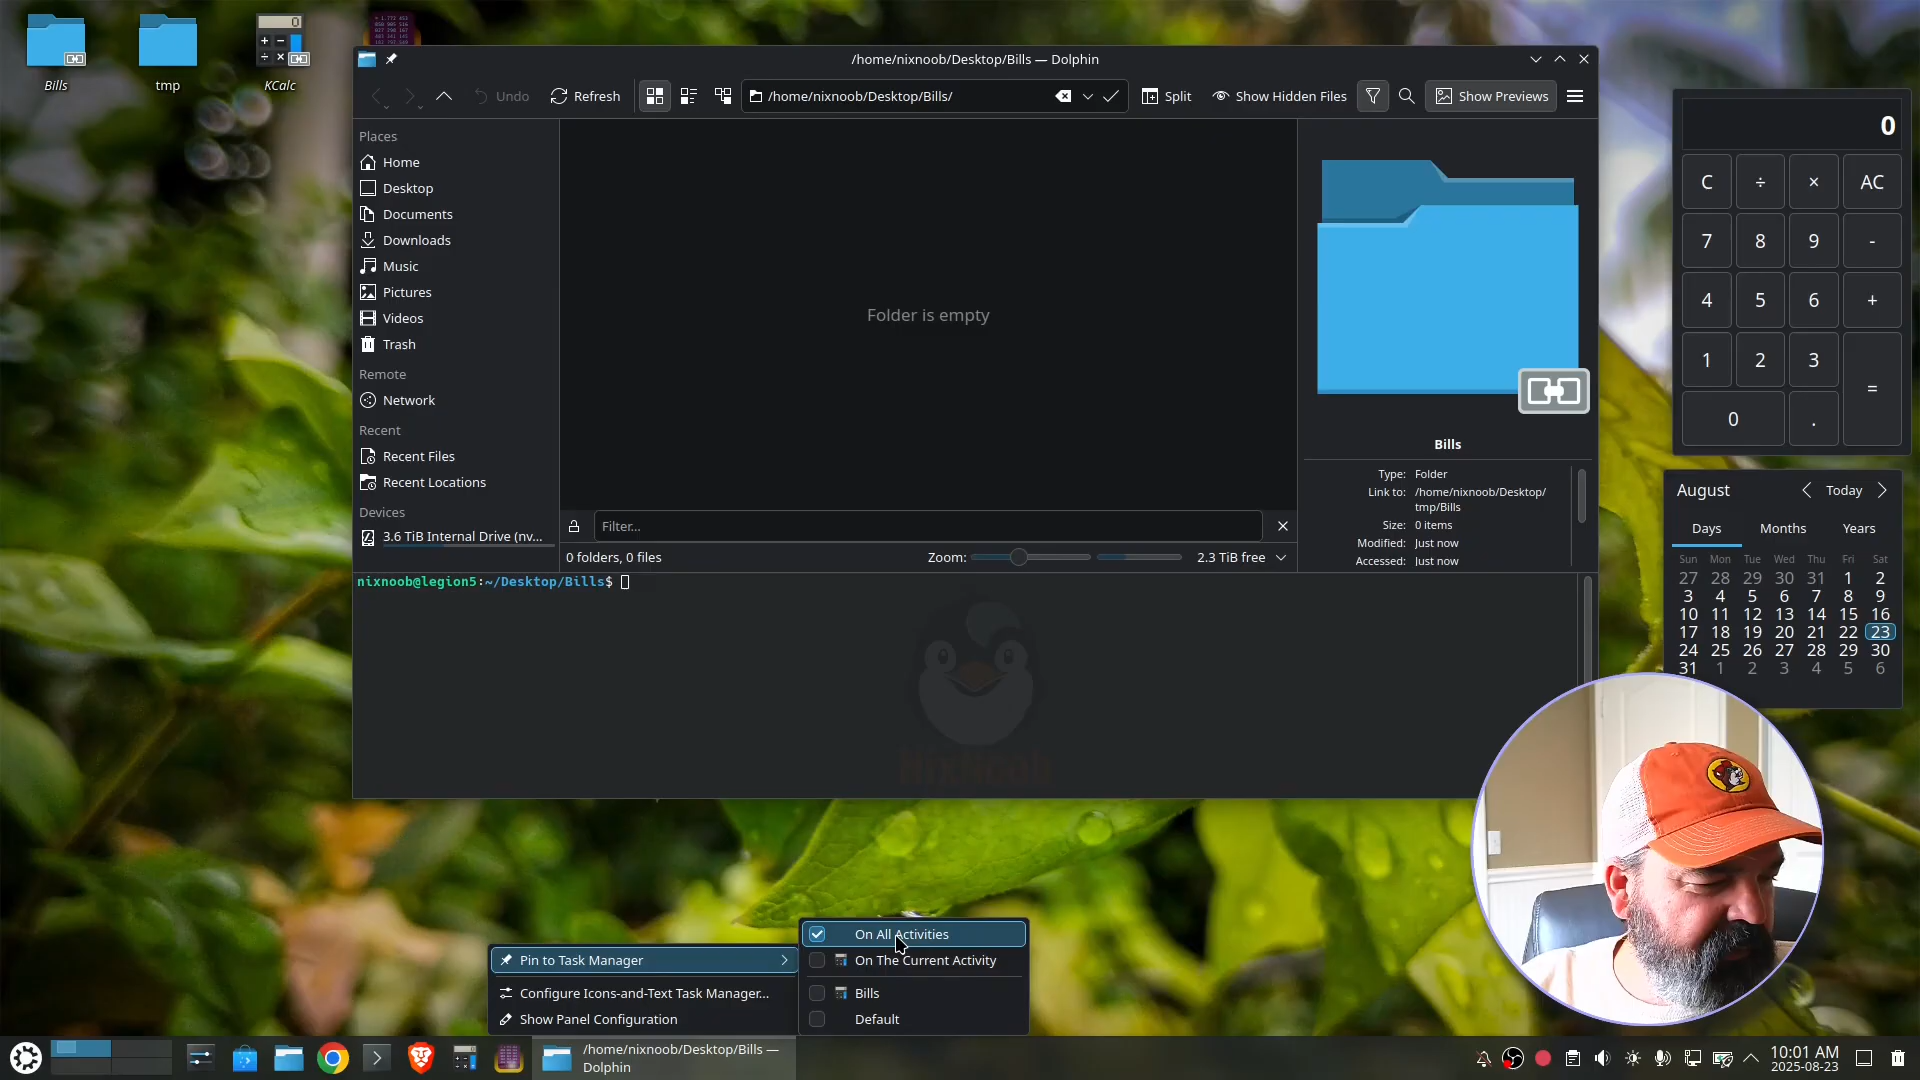 Bills
tmp
KCalc
/home/nixnoob/Desktop/Bills — Dolphin
Undo
Refresh
/home/nixnoob/Desktop/Bills/
Split
Show Hidden Files
Show Previews
Places
Home
Desktop
Documents
Downloads
Music
Pictures
Videos
Trash
Remote
Network
Recent
Recent Files
Recent Locations
Devices
3.6 TiB Internal Drive (nv...
Folder is empty
Filter...
0 folders, 0 files
Zoom:
2.3 TiB free
Bills
Type: Folder
Link to: /home/nixnoob/Desktop/
tmp/Bills
Size: 0 items
Modified: Just now
Accessed: Just now
nixnoob@legion5:~/Desktop/Bills$
NixNoob
0
C ÷ × AC
7 8 9 -
4 5 6 +
1 2 3 =
0 .
August
Today
Days Months Years
Sun Mon Tue Wed Thu Fri Sat
27 28 29 30 31 1 2
3 4 5 6 7 8 9
10 11 12 13 14 15 16
17 18 19 20 21 22 23
24 25 26 27 28 29 30
31 1 2 3 4 5 6
Pin to Task Manager
Configure Icons-and-Text Task Manager...
Show Panel Configuration
On All Activities
On The Current Activity
Bills
Default
/home/nixnoob/Desktop/Bills —
Dolphin
10:01 AM
2025-08-23